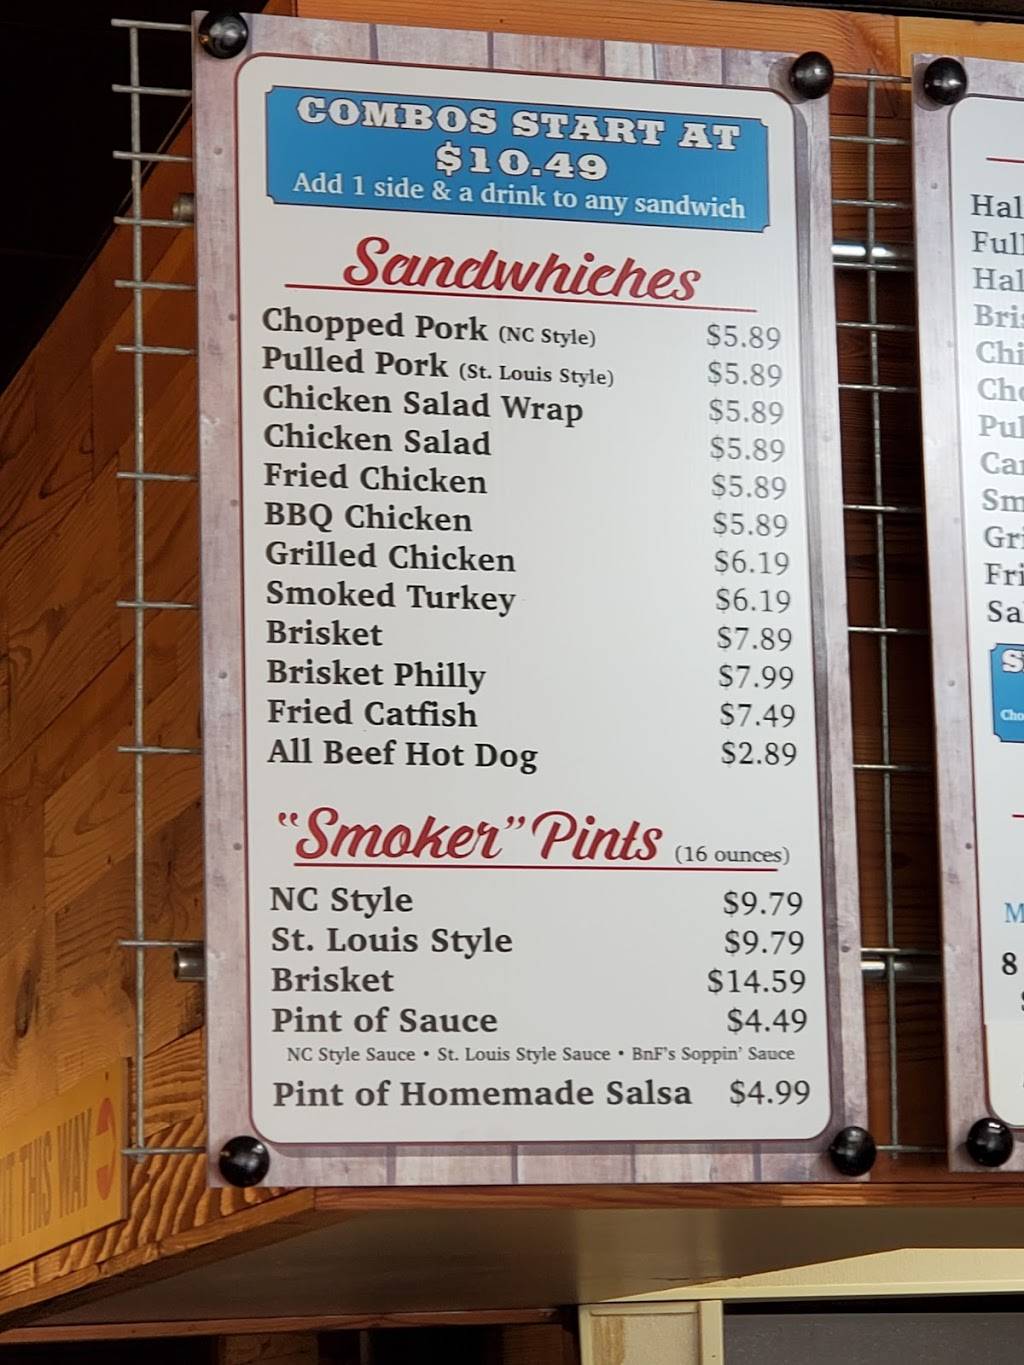 COMBOS START AT
$10.49
Add 1 side & a drink to any sandwich
Sandwhiches
Chopped Pork (NC Style) $5.89
Pulled Pork (St. Louis Style) $5.89
Chicken Salad Wrap $5.89
Chicken Salad $5.89
Fried Chicken $5.89
BBQ Chicken $5.89
Grilled Chicken $6.19
Smoked Turkey $6.19
Brisket $7.89
Brisket Philly $7.99
Fried Catfish $7.49
All Beef Hot Dog $2.89
"Smoker" Pints (16 ounces)
NC Style $9.79
St. Louis Style $9.79
Brisket $14.59
Pint of Sauce $4.49
NC Style Sauce • St. Louis Style Sauce • BnF's Soppin' Sauce
Pint of Homemade Salsa $4.99
THIS WAY
8